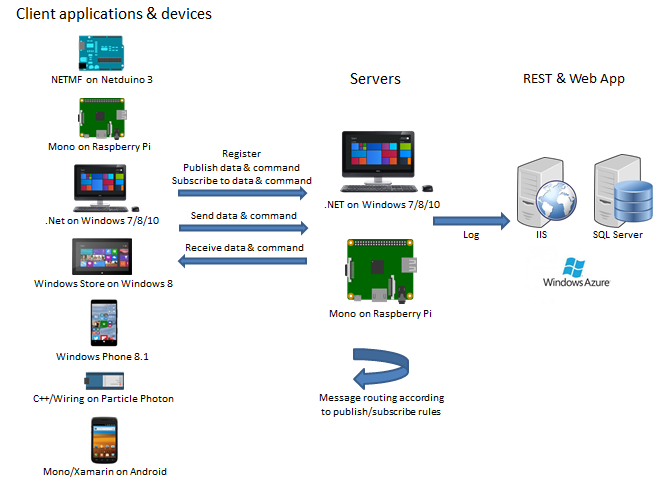 Client applications & devices
NETMF on Netduino 3
Mono on Raspberry Pi
.Net on Windows 7/8/10
Windows Store on Windows 8
Windows Phone 8.1
C++/Wiring on Particle Photon
Mono/Xamarin on Android
Register
Publish data & command
Subscribe to data & command
Send data & command
Receive data & command
Servers
.NET on Windows 7/8/10
Mono on Raspberry Pi
Message routing according
to publish/subscribe rules
Log
REST & Web App
IIS
SQL Server
Windows Azure